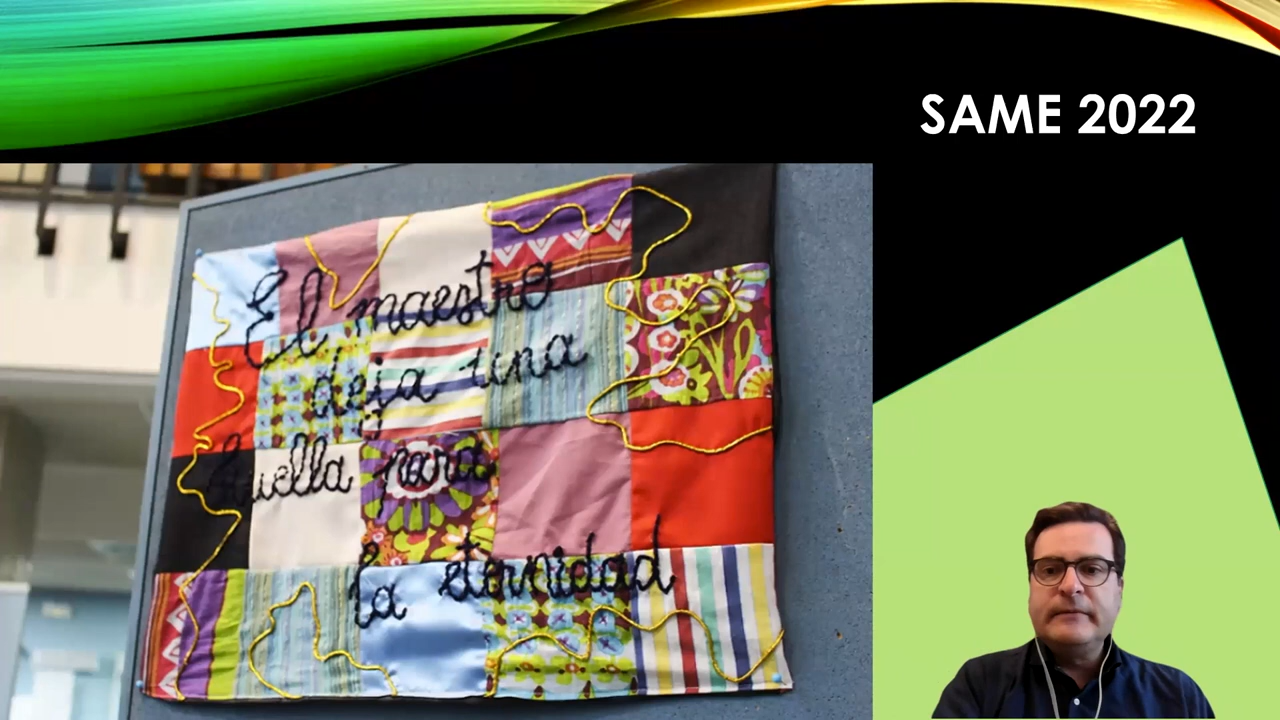 SAME 2022
El maestro
deja una
huella para
la eternidad